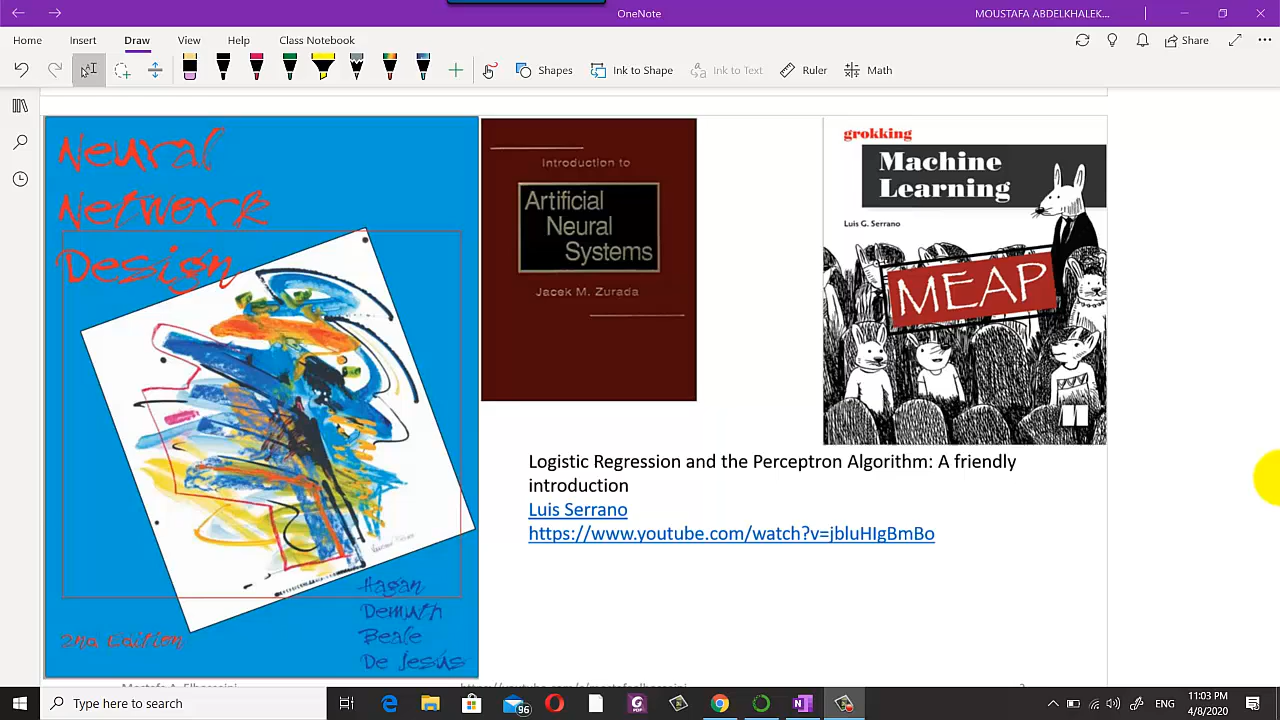 OneNote
MOUSTAFA ABDELKHALEK...
Home
Insert
Draw
View
Help
Class Notebook
Share
Shapes
Ink to Shape
Ink to Text
Ruler
Math
Neural
Network
Design
2nd Edition
Hagan
Demuth
Beale
De Jesús
Introduction to
Artificial
Neural
Systems
Jacek M. Zurada
grokking
Machine
Learning
Luis G. Serrano
MEAP
Logistic Regression and the Perceptron Algorithm: A friendly
introduction
Luis Serrano
https://www.youtube.com/watch?v=jbluHIgBmBo
Type here to search
96
ENG
11:03 PM
4/8/2020